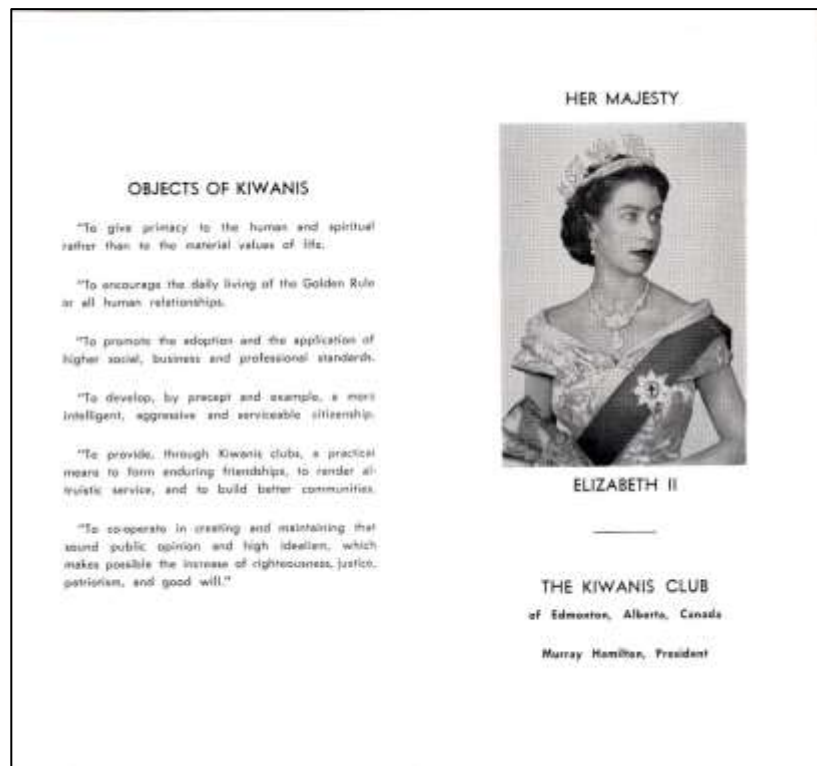 OBJECTS OF KIWANIS
"To give primacy to the human and spiritual
rather than to the material values of life.
"To encourage the daily living of the Golden Rule
or all human relationships.
"To promote the adoption and the application of
higher social, business and professional standards.
"To develop, by precept and example, a more
intelligent, aggressive and serviceable citizenship.
"To provide, through Kiwanis clubs, a practical
means to form enduring friendships, to render al-
truistic service, and to build better communities.
"To co-operate in creating and maintaining that
sound public opinion and high idealism, which
makes possible the increase of righteousness, justice,
patriotism, and good will."
HER MAJESTY
ELIZABETH II
THE KIWANIS CLUB
of Edmonton, Alberta, Canada
Murray Hamilton, President